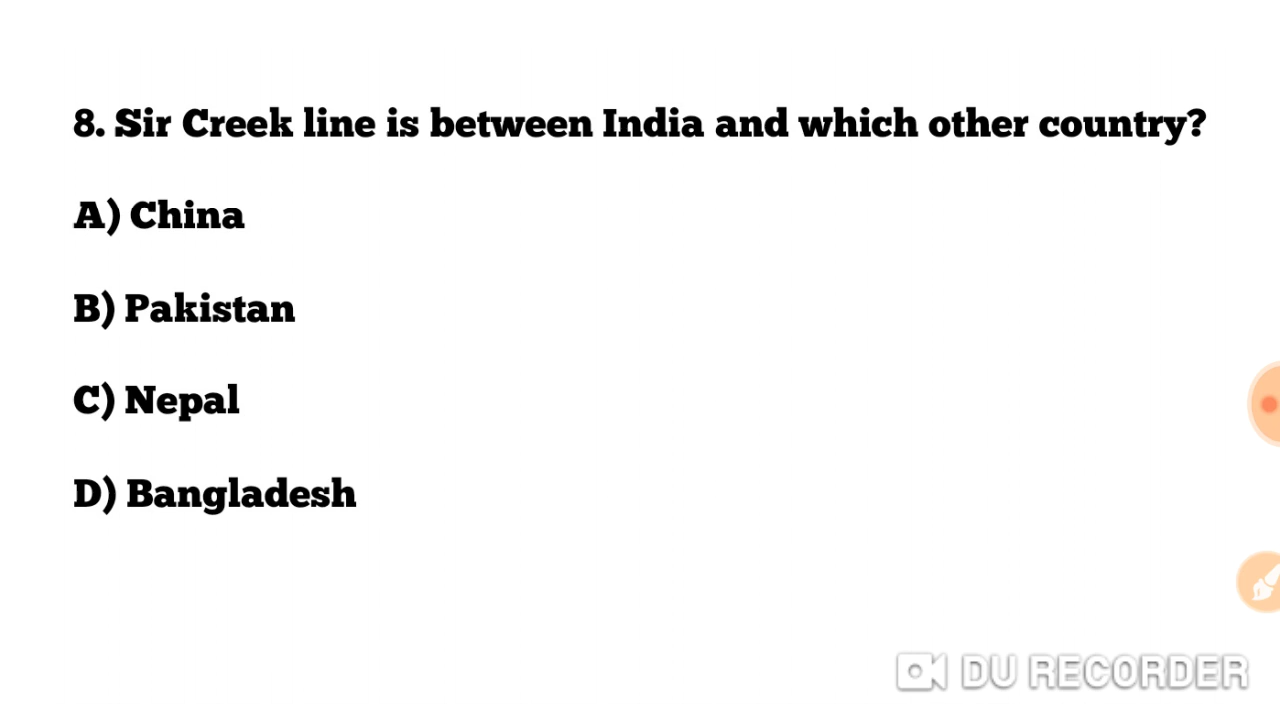 8. Sir Creek line is between India and which other country?
A) China
B) Pakistan
C) Nepal
D) Bangladesh
DU RECORDER